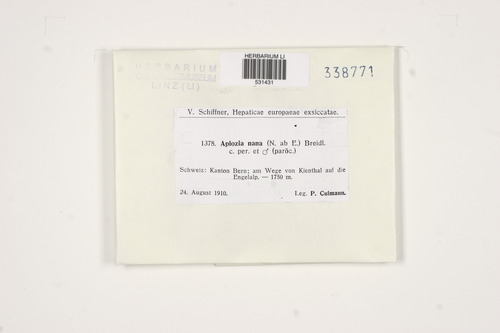 HERBARIUM LI
531431
HERBARIUM
LINZ (LI)
338771
V. Schiffner, Hepaticae europaeae exsiccatae.
1378. Aplozia nana (N. ab E.) Breidl.
c. per. et ♂ (paröc.)
Schweiz: Kanton Bern; am Wege von Kienthal auf die
Engelalp. — 1750 m.
24. August 1910.
Leg. P. Culmann.